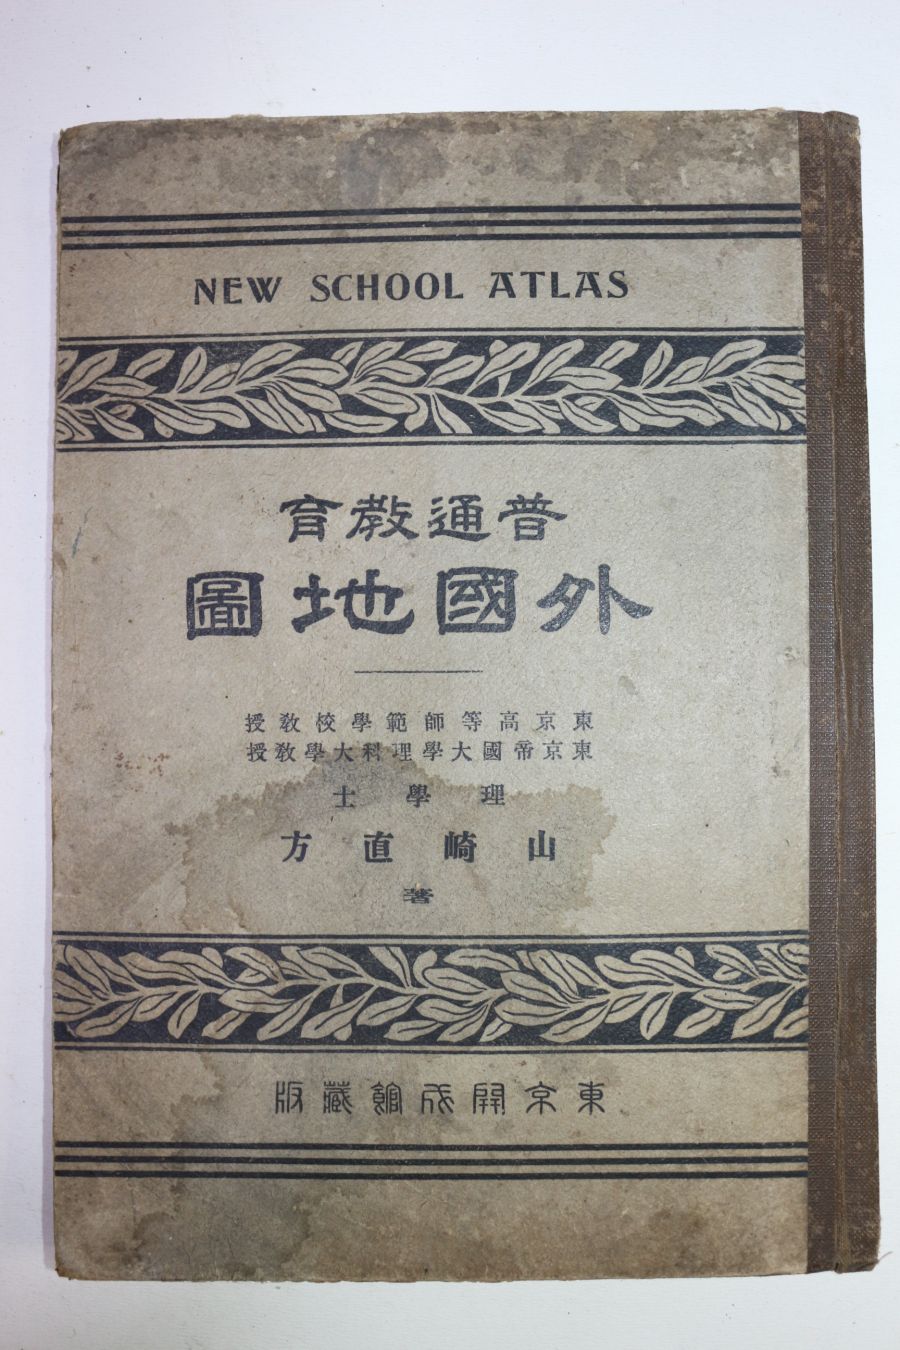 NEW SCHOOL ATLAS
普通教育
外國地圖
東京高等師範學校教授
東京帝國大學理科大學教授
理學士
山崎直方
著
東京開成館藏版